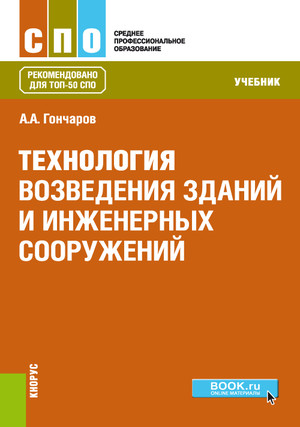 СПО
СРЕДНЕЕ
ПРОФЕССИОНАЛЬНОЕ
ОБРАЗОВАНИЕ
РЕКОМЕНДОВАНО
ДЛЯ ТОП-50 СПО
УЧЕБНИК
А.А. Гончаров
ТЕХНОЛОГИЯ
ВОЗВЕДЕНИЯ ЗДАНИЙ
И ИНЖЕНЕРНЫХ
СООРУЖЕНИЙ
КНОРУС
BOOK.ru
ONLINE МАТЕРИАЛЫ